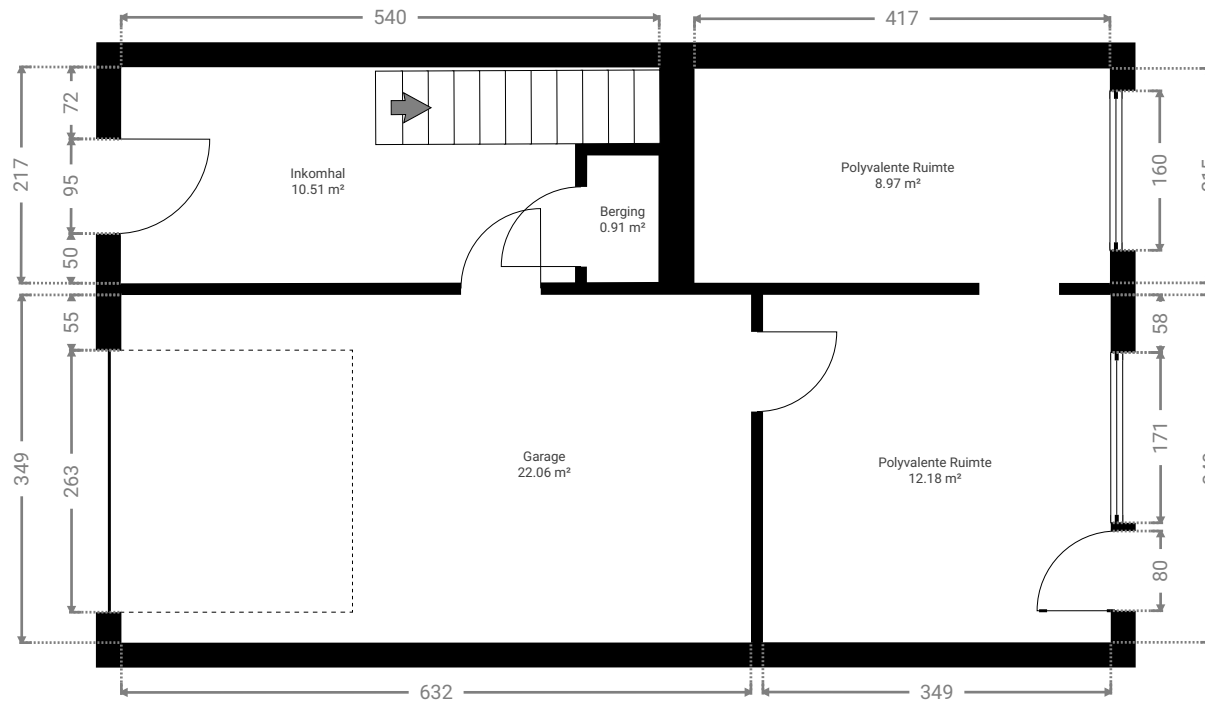 540
417
72
217
95
50
160
Inkomhal
10.51 m²
Polyvalente Ruimte
8.97 m²
Berging
0.91 m²
55
58
349
263
171
Garage
22.06 m²
Polyvalente Ruimte
12.18 m²
80
632
349